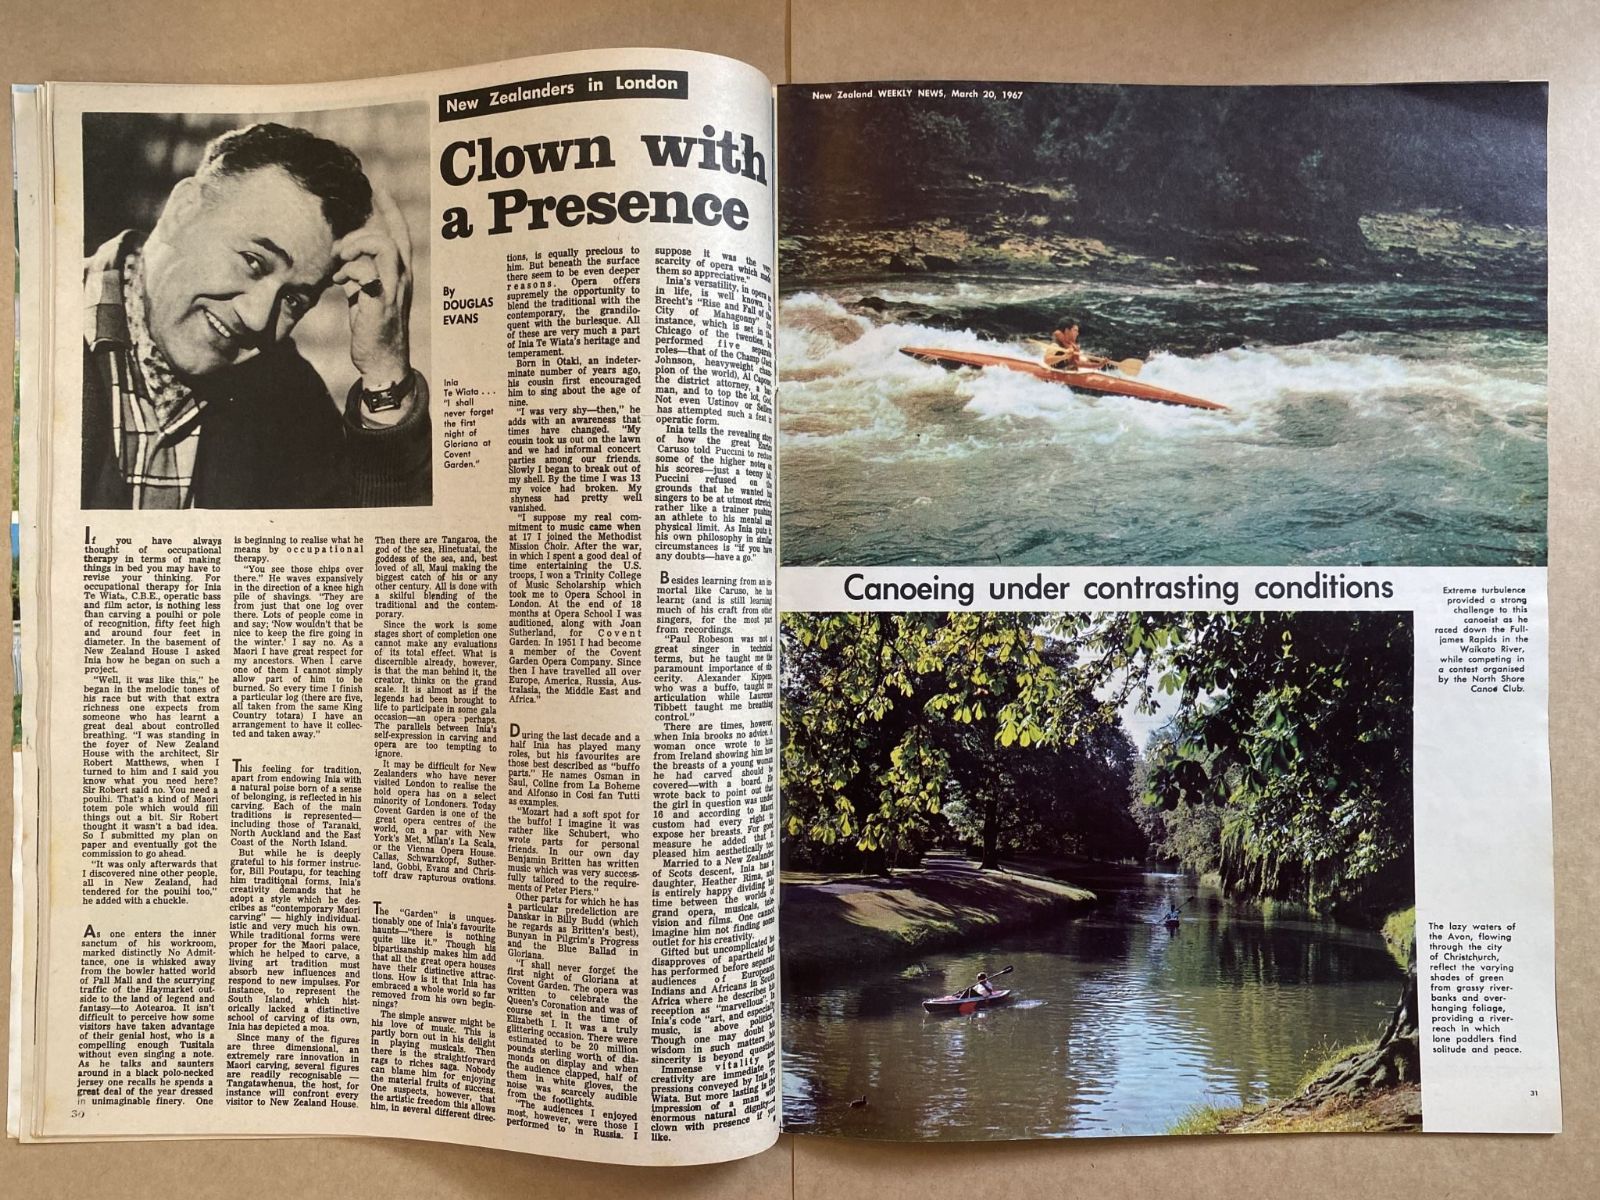 New Zealanders in London
Clown with
a Presence
By
DOUGLAS
EVANS
Inia
Te Wiata . . .
"I shall
never forget
the first
night of
Gloriana at
Covent
Garden."
If you have always
thought of occupational
therapy in terms of making
things in bed you may have to
revise your thinking. For
occupational therapy for Inia
Te Wiata, C.B.E., operatic bass
and film actor, is nothing less
than carving a pouihi or pole
of recognition, fifty feet high
and around four feet in
diameter. In the basement of
New Zealand House I asked
Inia how he began on such a
project.
"Well, it was like this," he
began in the melodic tones of
his race but with that extra
richness one expects from
someone who has learnt a
great deal about controlled
breathing. "I was standing in
the foyer of New Zealand
House with the architect, Sir
Robert Matthews, when I
turned to him and I said you
know what you need here?
Sir Robert said no. You need a
pouihi. That's a kind of Maori
totem pole which would fill
things out a bit. Sir Robert
thought it wasn't a bad idea.
So I submitted my plan on
paper and eventually got the
commission to go ahead.
"It was only afterwards that
I discovered nine other people,
all in New Zealand, had
tendered for the pouihi too,"
he added with a chuckle.
As one enters the inner
sanctum of his workroom,
marked distinctly No Admit-
tance, one is whisked away
from the bowler hatted world
of Pall Mall and the scurrying
traffic of the Haymarket out-
side to the land of legend and
fantasy—to Aotearoa. It isn't
difficult to perceive how some
visitors have taken advantage
of their genial host, who is a
compelling enough Tusitala
without even singing a note.
As he talks and saunters
around in a black polo-necked
jersey one recalls he spends a
great deal of the year dressed
in unimaginable finery. One
30
is beginning to realise what he
means by occupational
therapy.
"You see those chips over
there." He waves expansively
in the direction of a knee high
pile of shavings. "They are
from just that one log over
there. Lots of people come in
and say; 'Now wouldn't that be
nice to keep the fire going in
the winter.' I say no. As a
Maori I have great respect for
my ancestors. When I carve
one then I cannot simply
allow part of him to be
burned. So every time I finish
a particular log (there are five,
all taken from the same King
Country totara) I have an
arrangement to have it collec-
ted and taken away."
This feeling for tradition,
apart from endowing Inia with
a natural poise born of a sense
of belonging, is reflected in his
carving. Each of the main
traditions is represented—
including those of Taranaki,
North Auckland and the East
Coast of the North Island.
But while he is deeply
grateful to his former instruc-
tor, Bill Poutapu, for teaching
him traditional forms, Inia's
creativity demands that he
adopt a style which he des-
cribes as "contemporary Maori
carving" — highly individual-
istic and very much his own.
While traditional forms were
proper for the Maori palace,
which he helped to carve, a
living art tradition must
absorb new influences and
respond to new impulses. For
instance, to represent the
South Island, which hist-
orically lacked a distinctive
school of carving of its own,
Inia has depicted a moa.
Since many of the figures
are three dimensional, an
extremely rare innovation in
Maori carving, several figures
are readily recognisable —
Tangatawhenua, the host, for
instance will confront every
visitor to New Zealand House.
Then there are Tangaroa, the
god of the sea, Hinetuatai, the
goddess of the sea, and, best
loved of all, Maui making the
biggest catch of his or any
other century. All is done with
a skilful blending of the
traditional and the contem-
porary.
Since the work is some
stages short of completion one
cannot make any evaluations
of its total effect. What is
discernible already, however,
is that the man behind it, the
creator, thinks on the grand
scale. It is almost as if the
legends had been brought to
life to participate in some gala
occasion—an opera perhaps.
The parallels between Inia's
self-expression in carving and
opera are too tempting to
ignore.
It may be difficult for New
Zealanders who have never
visited London to realise the
hold opera has on a select
minority of Londoners. Today
Covent Garden is one of the
great opera centres of the
world, on a par with New
York's Met, Milan's La Scala,
or the Vienna Opera House.
Callas, Schwarzkopf, Suther-
land, Gobbi, Evans and Chris-
toff draw rapturous ovations.
The "Garden" is unques-
tionably one of Inia's favourite
haunts—"there is nothing
quite like it." Though his
bipartisanship makes him add
that all the great opera houses
have their distinctive attrac-
tions. How is it that Inia has
embraced a whole world so far
removed from his own begin-
nings?
The simple answer might be
his love of music. This is
partly born out in his delight
in playing musicals. Then
there is the straightforward
rags to riches saga. Nobody
can blame him for enjoying
the material fruits of success.
One suspects, however, that
the artistic freedom this allows
him, in several different direc-
tions, is equally precious to
him. But beneath the surface
there seem to be even deeper
reasons. Opera offers
supremely the opportunity to
blend the traditional with the
contemporary, the grandilo-
quent with the burlesque. All
of these are very much a part
of Inia Te Wiata's heritage and
temperament.
Born in Otaki, an indeter-
minate number of years ago,
his cousin first encouraged
him to sing about the age of
nine.
"I was very shy—then," he
adds with an awareness that
times have changed. "My
cousin took us out on the lawn
and we had informal concert
parties among our friends.
Slowly I began to break out of
my shell. By the time I was 13
my voice had broken. My
shyness had pretty well
vanished.
"I suppose my real com-
mitment to music came when
at 17 I joined the Methodist
Mission Choir. After the war,
in which I spent a good deal of
time entertaining the U.S.
troops, I won a Trinity College
of Music Scholarship which
took me to Opera School in
London. At the end of 18
months at Opera School I was
auditioned, along with Joan
Sutherland, for Covent
Garden. In 1951 I had become
a member of the Covent
Garden Opera Company. Since
then I have travelled all over
Europe, America, Russia, Aus-
tralasia, the Middle East and
Africa."
During the last decade and a
half Inia has played many
roles, but his favourites are
those best described as "buffo
parts." He names Osman in
Saul, Coline from La Boheme
and Alfonso in Cosi fan Tutti
as examples.
"Mozart had a soft spot for
the buffo! I imagine it was
rather like Schubert, who
wrote parts for personal
friends. In our own day
Benjamin Britten has written
music which was very success-
fully tailored to the require-
ments of Peter Piers."
Other parts for which he has
a particular predeliction are
Danskar in Billy Budd (which
he regards as Britten's best),
Bunyan in Pilgrim's Progress
and the Blue Ballad in
Gloriana.
"I shall never forget the
first night of Gloriana at
Covent Garden. The opera was
written to celebrate the
Queen's Coronation and was of
course set in the time of
Elizabeth I. It was a truly
glittering occasion. There were
estimated to be 20 million
pounds sterling worth of dia-
monds on display and when
the audience clapped, half of
them in white gloves, the
noise was scarcely audible
from the footlights.
"The audiences I enjoyed
most, however, were those I
performed to in Russia. I
suppose it was the very
scarcity of opera which made
them so appreciative."
Inia's versatility, in opera as
in life, is well known. In
Brecht's "Rise and Fall of the
City of Mahagonny" for
instance, which is set in the
Chicago of the twenties, he
performed five separate
roles—that of the Champ (Jack
Johnson, heavyweight cham-
pion of the world), Al Capone,
the district attorney, a bar
man, and to top the lot, God.
Not even Ustinov or Sellers
has attempted such a feat in
operatic form.
Inia tells the revealing story
of how the great Enrico
Caruso told Puccini to reduce
some of the higher notes in
his scores—just a teeny bit.
Puccini refused on the
grounds that he wanted his
singers to be at utmost stretch,
rather like a trainer pushing
an athlete to his mental and
physical limit. As Inia puts it
his own philosophy in similar
circumstances is "if you have
any doubts—have a go."
Besides learning from an im-
mortal like Caruso, he has
learnt (and is still learning)
much of his craft from other
singers, for the most part
from recordings.
"Paul Robeson was not a
great singer in technical
terms, but he taught me the
paramount importance of sin-
cerity. Alexander Kippers,
who was a buffo, taught me
articulation while Laurence
Tibbett taught me breathing
control."
There are times, however,
when Inia brooks no advice. A
woman once wrote to him
from Ireland showing him how
the breasts of a young woman
he had carved should be
covered—with a board. He
wrote back to point out that
the girl in question was under
16 and according to Maori
custom had every right to
expose her breasts. For good
measure he added that it
pleased him aesthetically too.
Married to a New Zealander
of Scots descent, Inia has a
daughter, Heather Rima, and
is entirely happy dividing his
time between the worlds of
grand opera, musicals, tele-
vision and films. One cannot
imagine him not finding some
outlet for his creativity.
Gifted but uncomplicated he
disapproves of apartheid but
has performed before separate
audiences of Europeans,
Indians and Africans in South
Africa where he describes his
reception as "marvellous". In
Inia's code "art, and especially
music, is above politics."
Though one may doubt his
wisdom in such matters his
sincerity is beyond question.
Immense vitality and
creativity are immediate im-
pressions conveyed by Inia Te
Wiata. But more lasting is the
impression of a man with
enormous natural dignity—a
clown with presence if you
like.
New Zealand WEEKLY NEWS, March 20, 1967
Canoeing under contrasting conditions
Extreme turbulence
provided a strong
challenge to this
canoeist as he
raced down the Full-
james Rapids in the
Waikato River,
while competing in
a contest organised
by the North Shore
Canoe Club.
The lazy waters of
the Avon, flowing
through the city
of Christchurch,
reflect the varying
shades of green
from grassy river-
banks and over-
hanging foliage,
providing a river-
reach in which
lone paddlers find
solitude and peace.
31